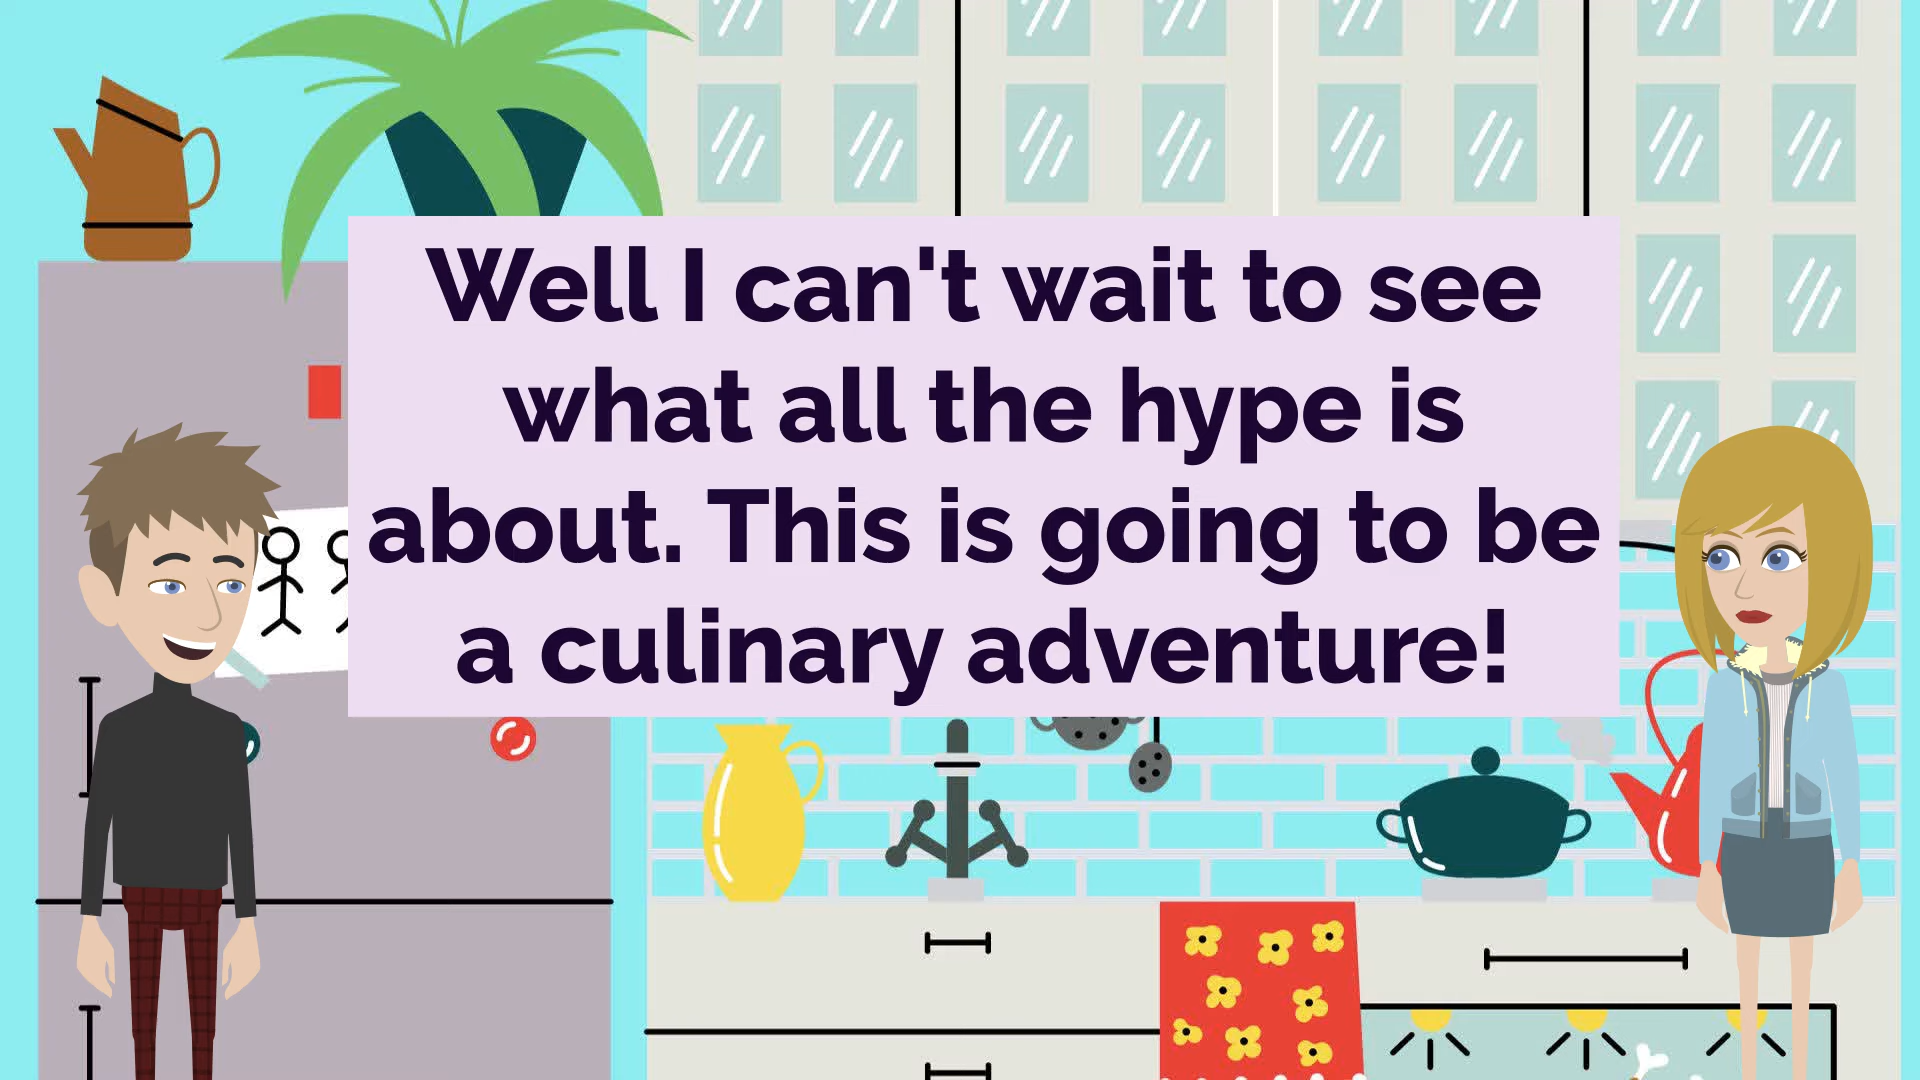 Well I can't wait to see
what all the hype is
about. This is going to be
a culinary adventure!